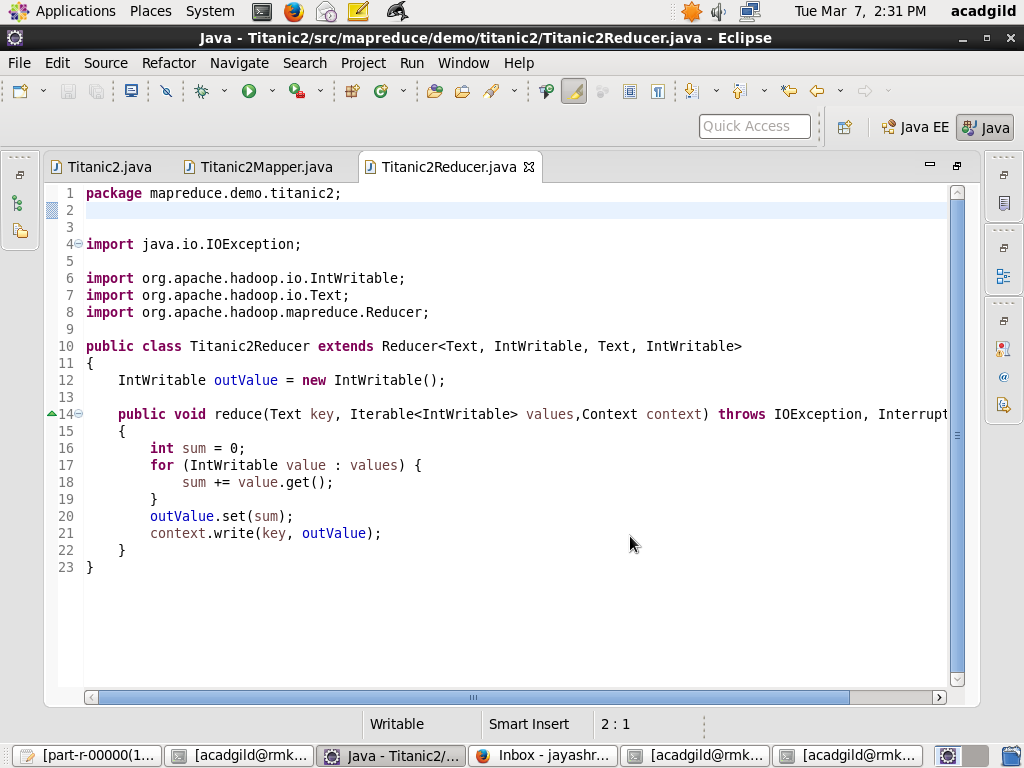 Applications Places System Tue Mar 7, 2:31 PM acadgild
Java - Titanic2/src/mapreduce/demo/titanic2/Titanic2Reducer.java - Eclipse
File Edit Source Refactor Navigate Search Project Run Window Help
Quick Access Java EE Java
Titanic2.java Titanic2Mapper.java Titanic2Reducer.java
1 package mapreduce.demo.titanic2;
2
3
4 import java.io.IOException;
5
6 import org.apache.hadoop.io.IntWritable;
7 import org.apache.hadoop.io.Text;
8 import org.apache.hadoop.mapreduce.Reducer;
9
10 public class Titanic2Reducer extends Reducer<Text, IntWritable, Text, IntWritable>
11 {
12 IntWritable outValue = new IntWritable();
13
14 public void reduce(Text key, Iterable<IntWritable> values,Context context) throws IOException, Interrupt
15 {
16 int sum = 0;
17 for (IntWritable value : values) {
18 sum += value.get();
19 }
20 outValue.set(sum);
21 context.write(key, outValue);
22 }
23 }
Writable Smart Insert 2 : 1
[part-r-00000(1... [acadgild@rmk... Java - Titanic2/... Inbox - jayashr... [acadgild@rmk... [acadgild@rmk...